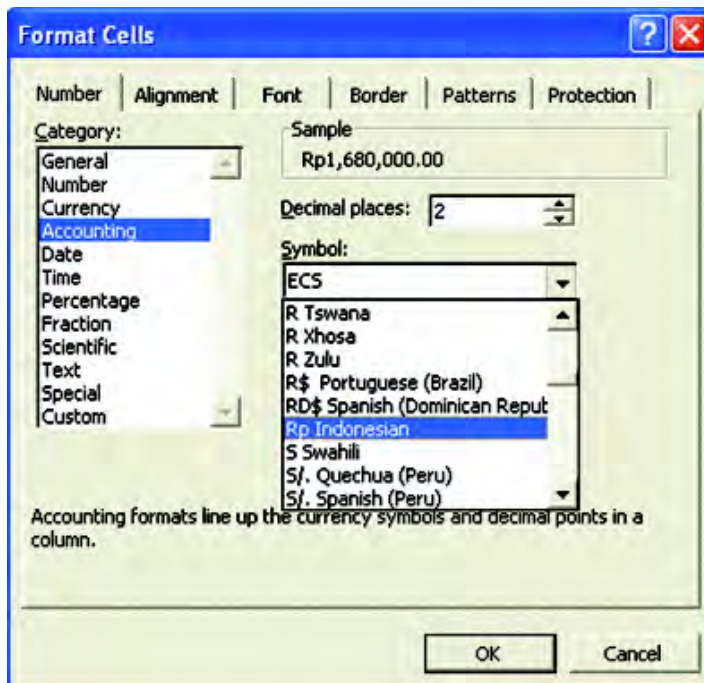 Format Cells
Number Alignment Font Border Patterns Protection
Category:
General
Number
Currency
Accounting
Date
Time
Percentage
Fraction
Scientific
Text
Special
Custom
Sample
Rp1,680,000.00
Decimal places: 2
Symbol:
ECS
R Tswana
R Xhosa
R Zulu
R$ Portuguese (Brazil)
RD$ Spanish (Dominican Repub
Rp Indonesian
S Swahili
S/. Quechua (Peru)
S/. Spanish (Peru)
Accounting formats line up the currency symbols and decimal points in a
column.
OK Cancel